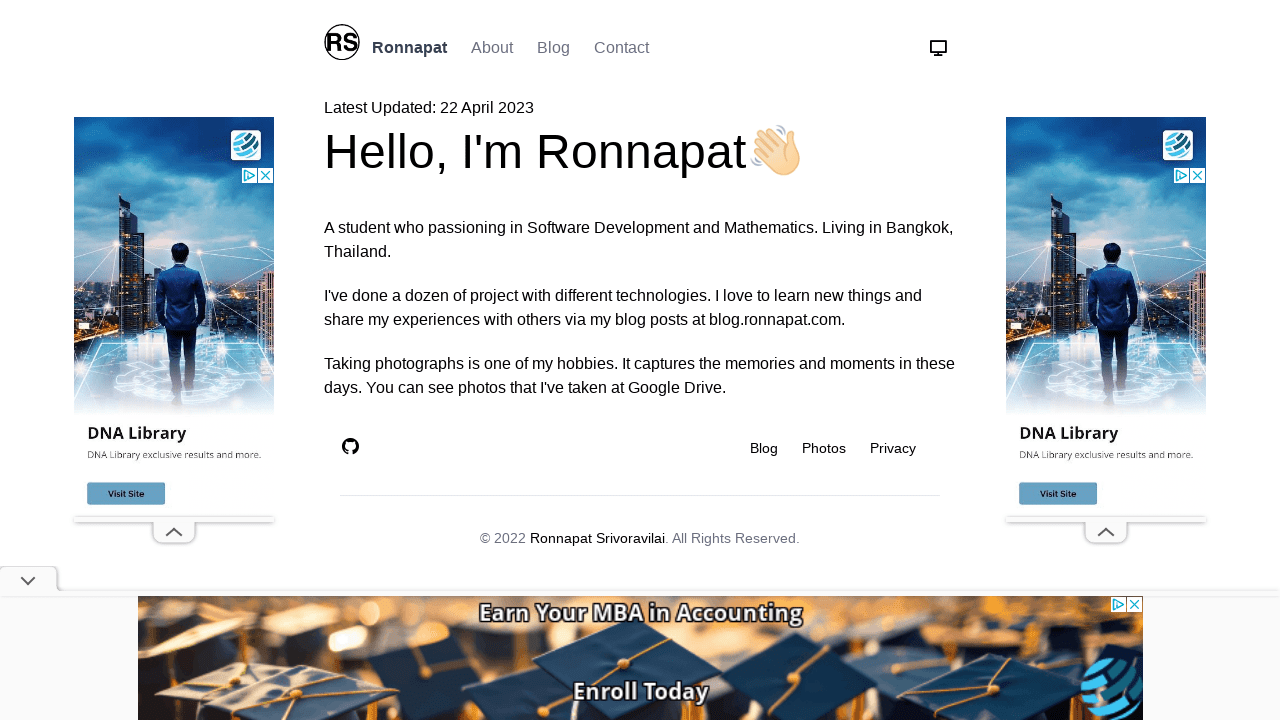 RS Ronnapat About Blog Contact
Latest Updated: 22 April 2023
Hello, I'm Ronnapat👋🏻
A student who passioning in Software Development and Mathematics. Living in Bangkok,
Thailand.
I've done a dozen of project with different technologies. I love to learn new things and
share my experiences with others via my blog posts at blog.ronnapat.com.
Taking photographs is one of my hobbies. It captures the memories and moments in these
days. You can see photos that I've taken at Google Drive.
Blog Photos Privacy
© 2022 Ronnapat Srivoravilai. All Rights Reserved.
DNA Library
DNA Library exclusive results and more.
Visit Site
DNA Library
DNA Library exclusive results and more.
Visit Site
Earn Your MBA in Accounting
Enroll Today